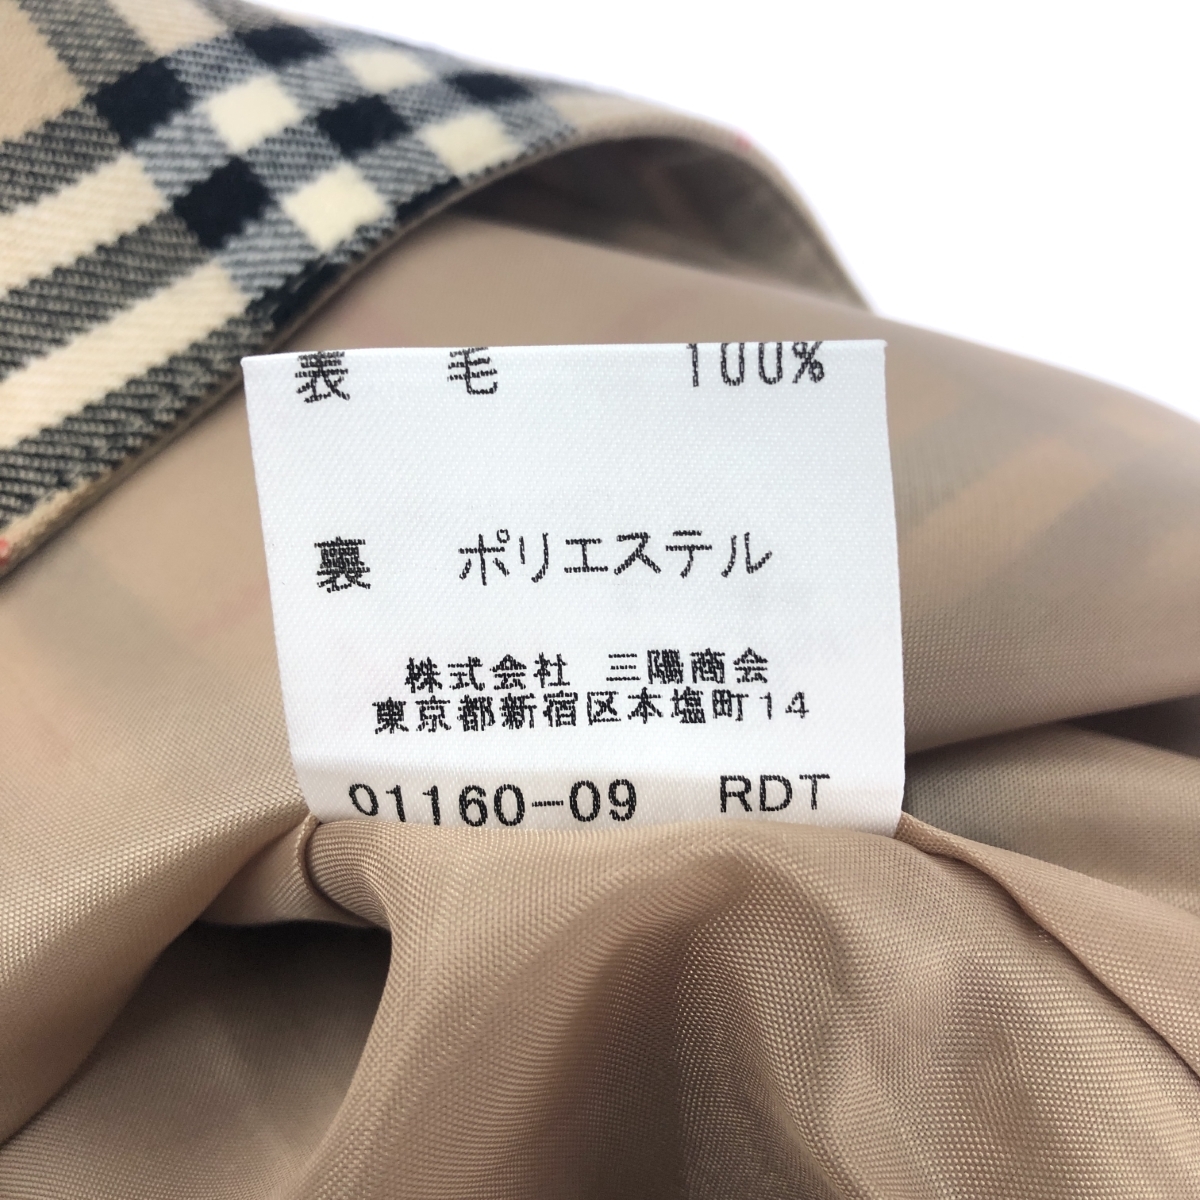 表 毛 100%
裏 ポリエステル
株式会社 三陽商会
東京都新宿区本塩町14
01160-09 RDT